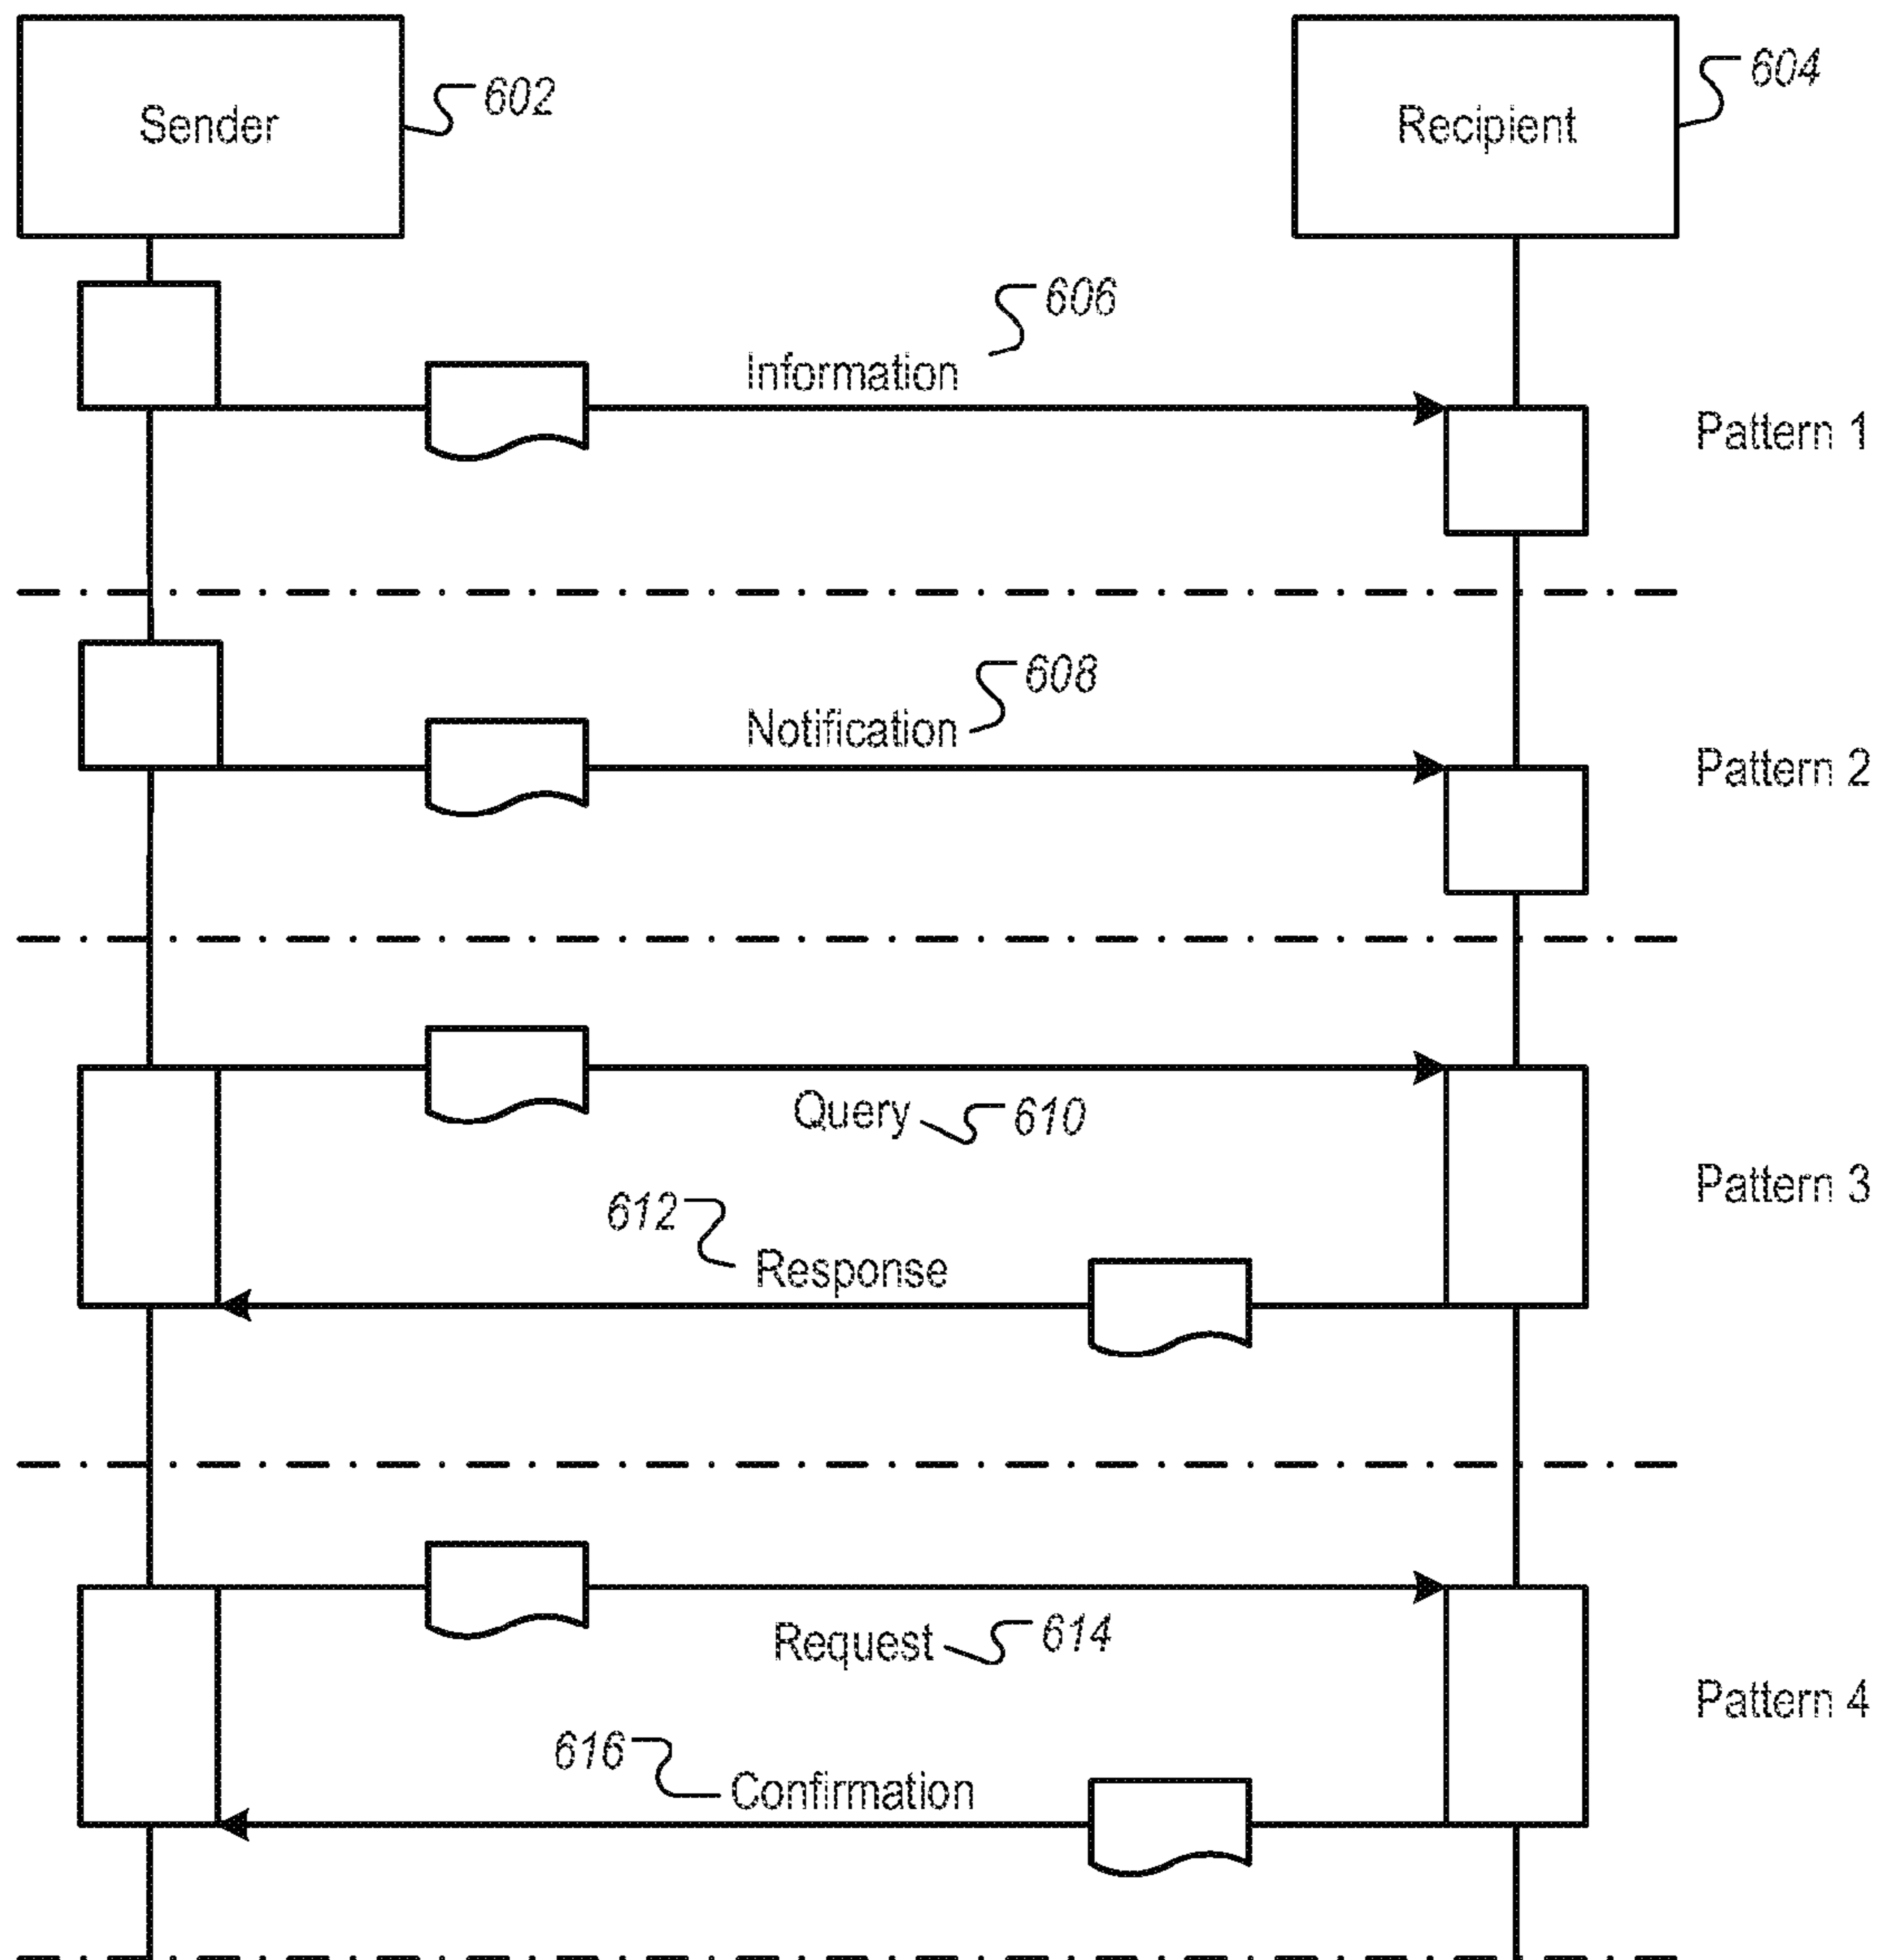 Sender
602
Recipient
604
Information
606
Pattern 1
Notification
608
Pattern 2
Query
610
Pattern 3
612
Response
Request
614
Pattern 4
616
Confirmation